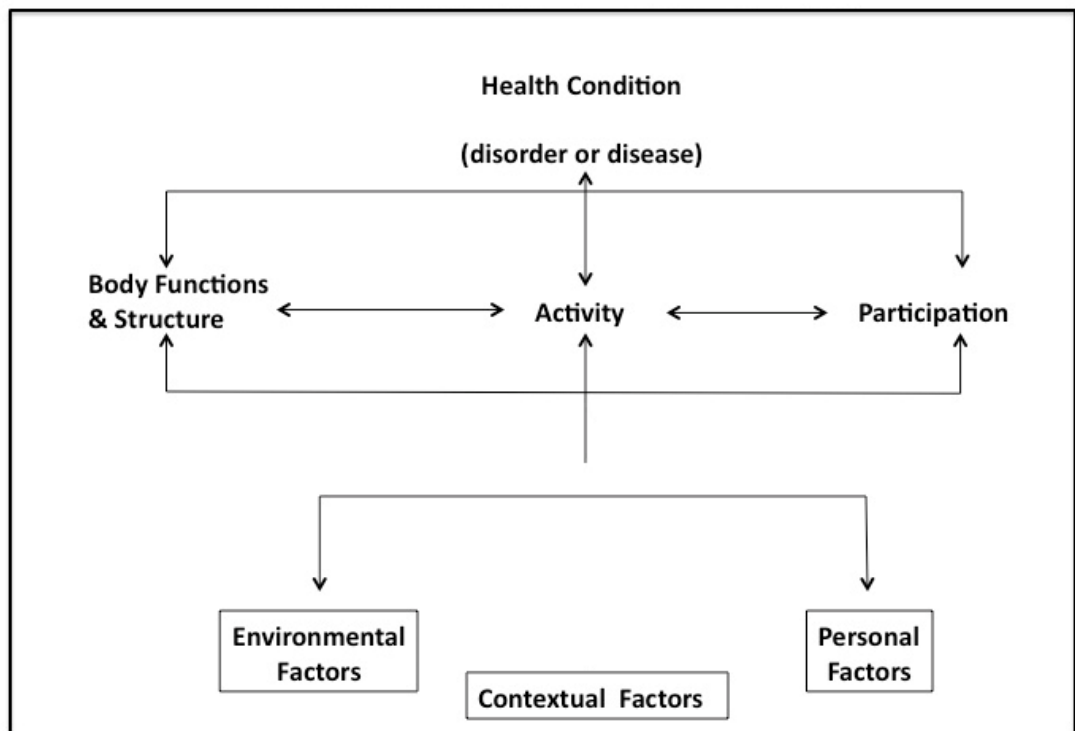 Health Condition
(disorder or disease)
Body Functions
& Structure
Activity
Participation
Environmental
Factors
Personal
Factors
Contextual Factors